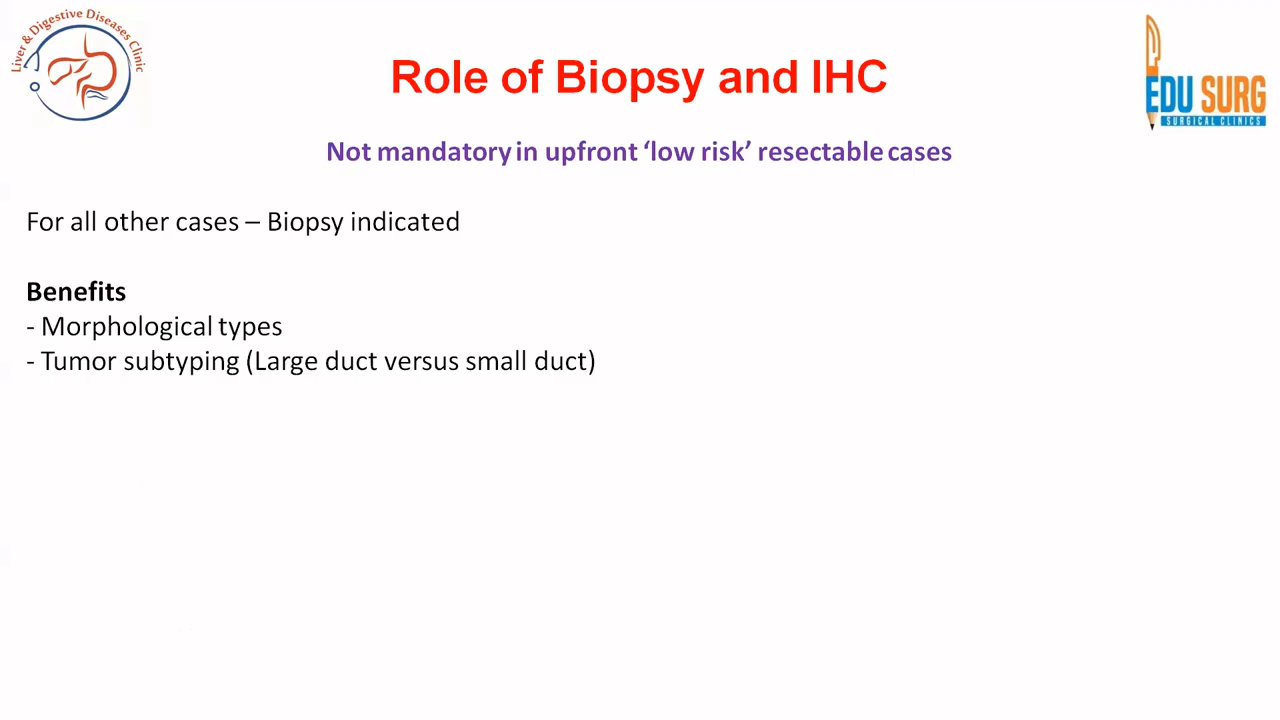 Liver & Digestive Diseases Clinic
Role of Biopsy and IHC
EDU SURG
SURGICAL CLINICS
Not mandatory in upfront ‘low risk’ resectable cases
For all other cases – Biopsy indicated
Benefits
- Morphological types
- Tumor subtyping (Large duct versus small duct)